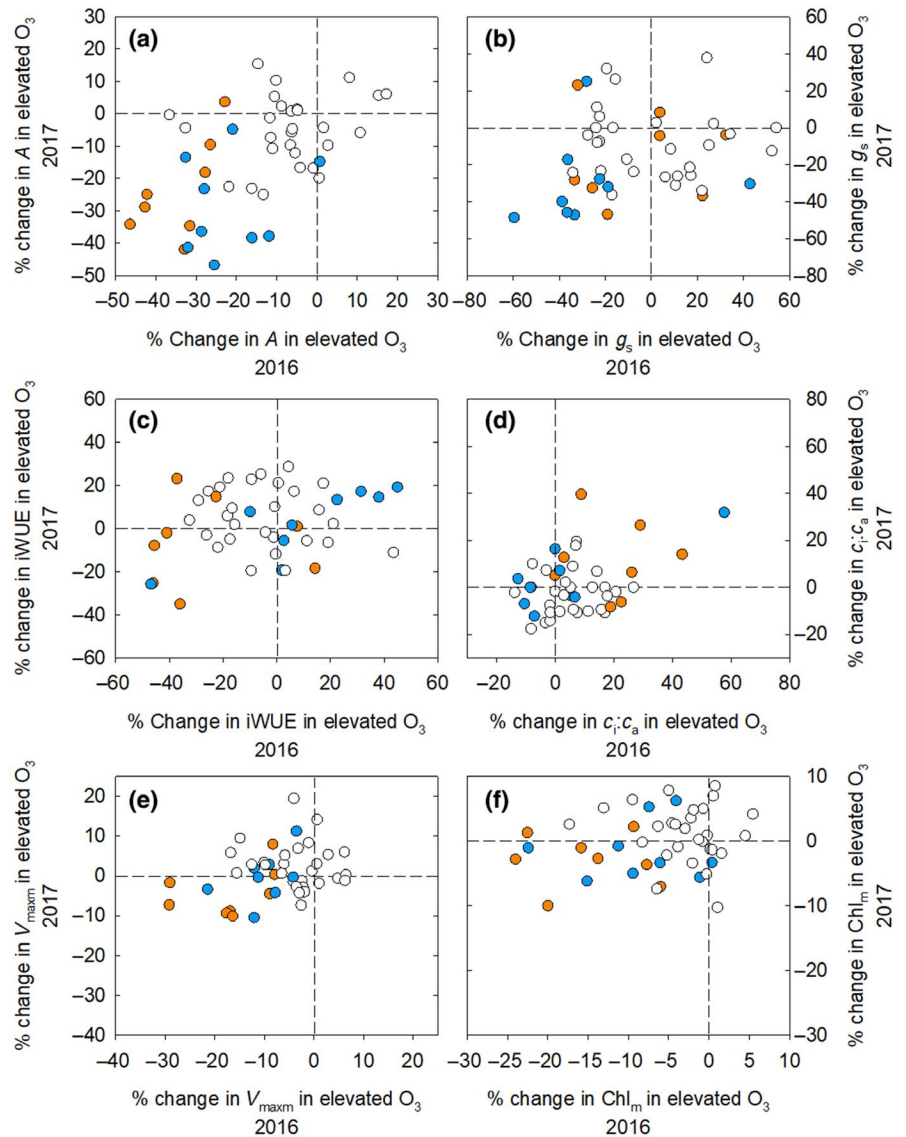 (a)
30
20
10
0
−10
−20
−30
−40
−50
−50 −40 −30 −20 −10 0 10 20 30
% change in A in elevated O3
2017
% Change in A in elevated O3
2016
(b)
60
40
20
0
−20
−40
−60
−80
−80 −60 −40 −20 0 20 40 60
% change in gs in elevated O3
2017
% Change in gs in elevated O3
2016
(c)
60
40
20
0
−20
−40
−60
−60 −40 −20 0 20 40 60
% change in iWUE in elevated O3
2017
% Change in iWUE in elevated O3
2016
(d)
80
60
40
20
0
−20
−20 0 20 40 60 80
% change in ci:ca in elevated O3
2017
% change in ci:ca in elevated O3
2016
(e)
20
10
0
−10
−20
−30
−40
−40 −30 −20 −10 0 10 20
% change in Vmaxm in elevated O3
2017
% change in Vmaxm in elevated O3
2016
(f)
10
0
−10
−20
−30
−30 −25 −20 −15 −10 −5 0 5 10
% change in Chlm in elevated O3
2017
% change in Chlm in elevated O3
2016